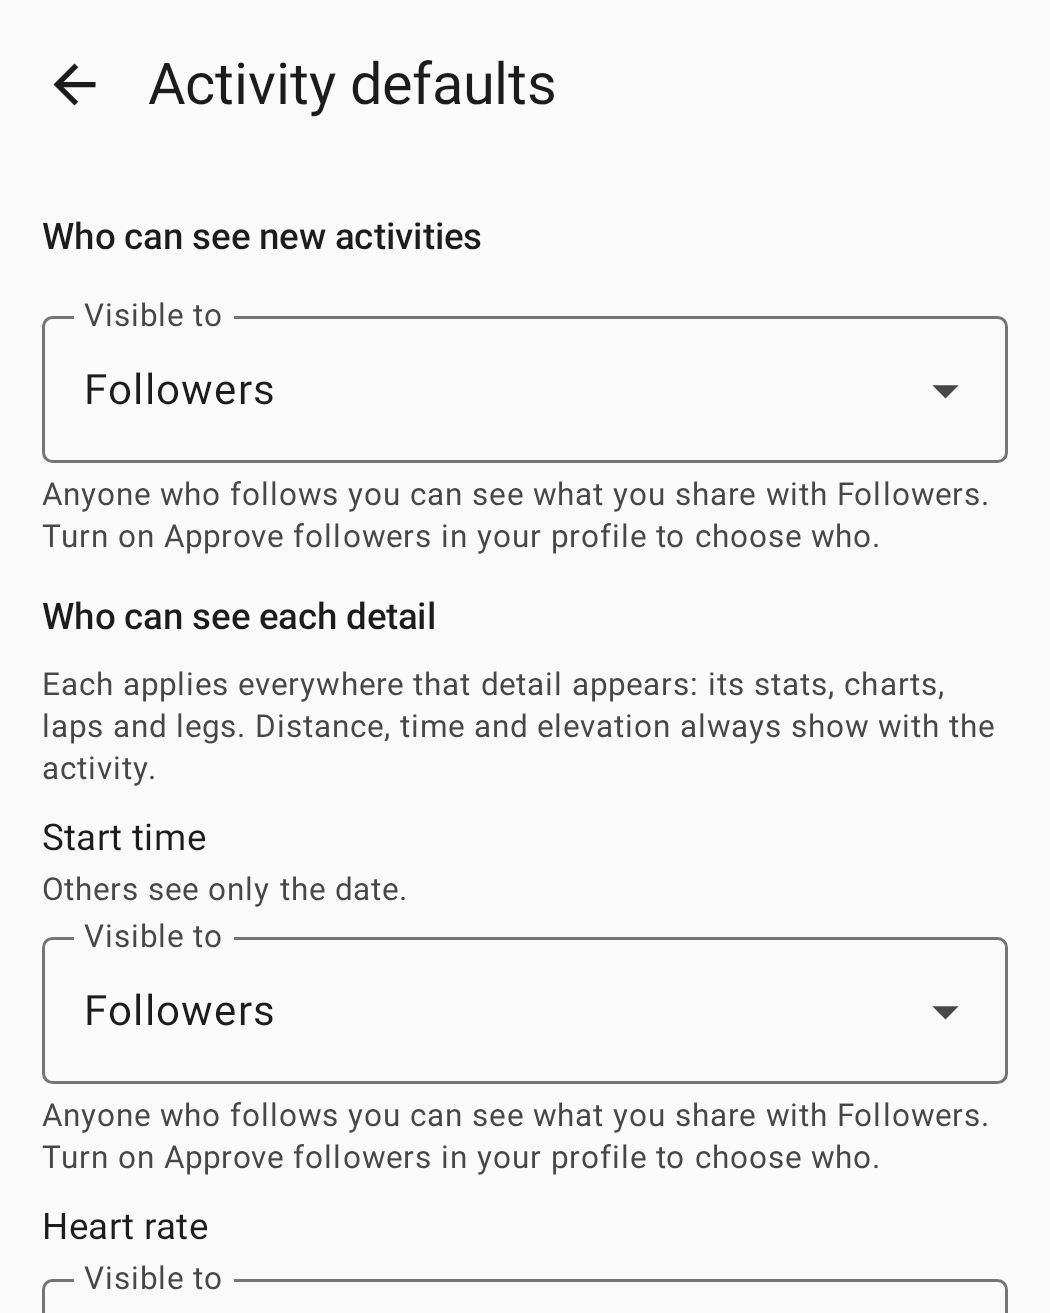 Activity defaults
Who can see new activities
Visible to
Followers
Anyone who follows you can see what you share with Followers.
Turn on Approve followers in your profile to choose who.
Who can see each detail
Each applies everywhere that detail appears: its stats, charts,
laps and legs. Distance, time and elevation always show with the
activity.
Start time
Others see only the date.
Visible to
Followers
Anyone who follows you can see what you share with Followers.
Turn on Approve followers in your profile to choose who.
Heart rate
Visible to